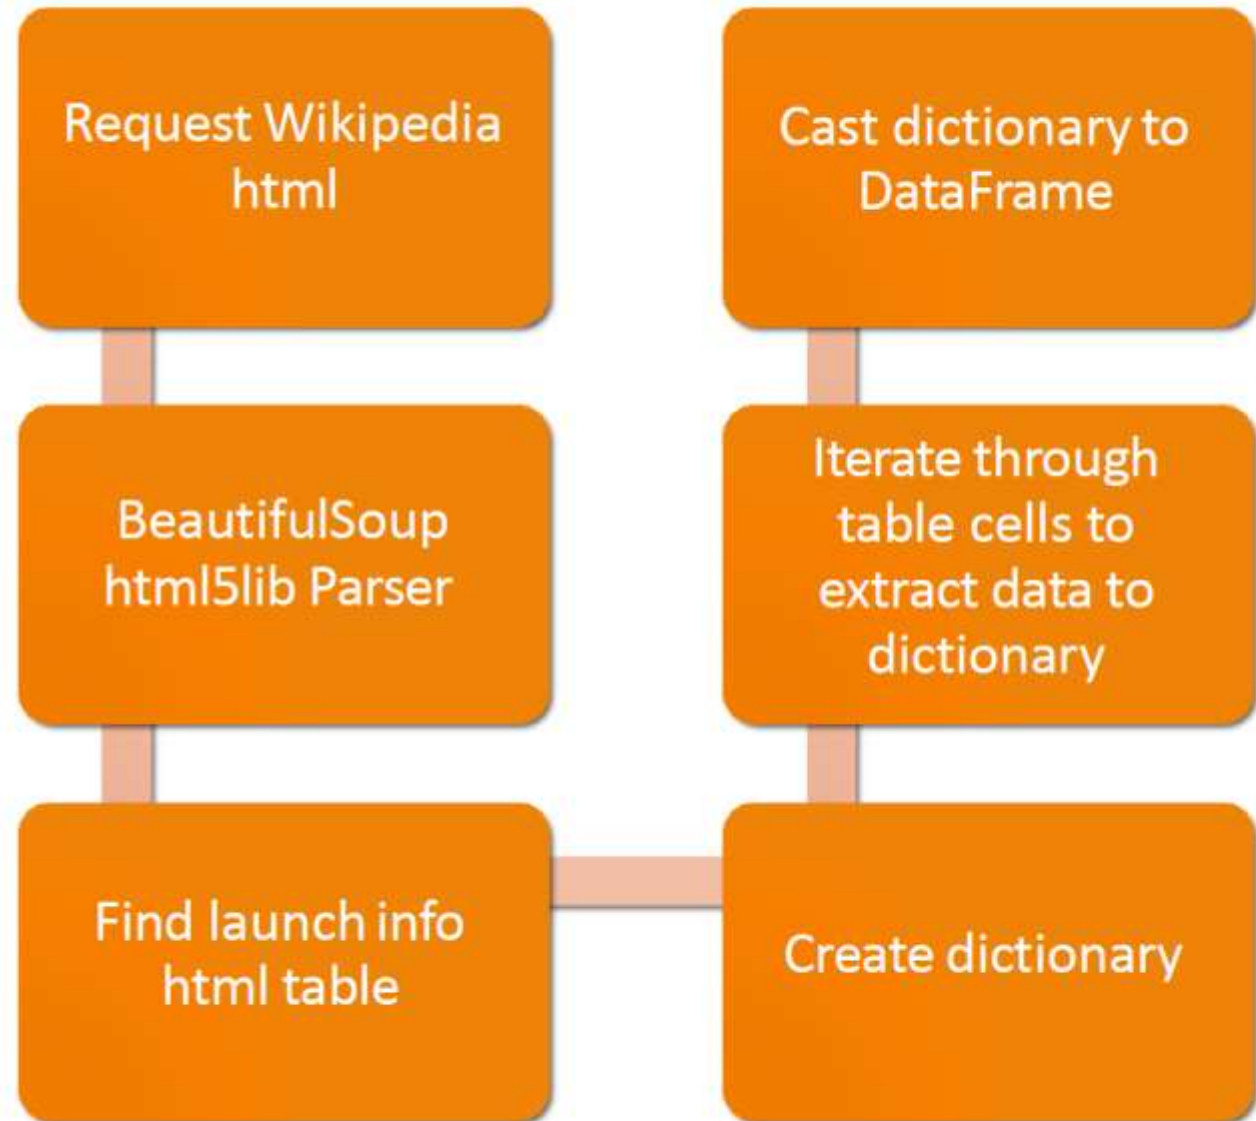 Request Wikipedia
html
BeautifulSoup
html5lib Parser
Find launch info
html table
Create dictionary
Iterate through
table cells to
extract data to
dictionary
Cast dictionary to
DataFrame